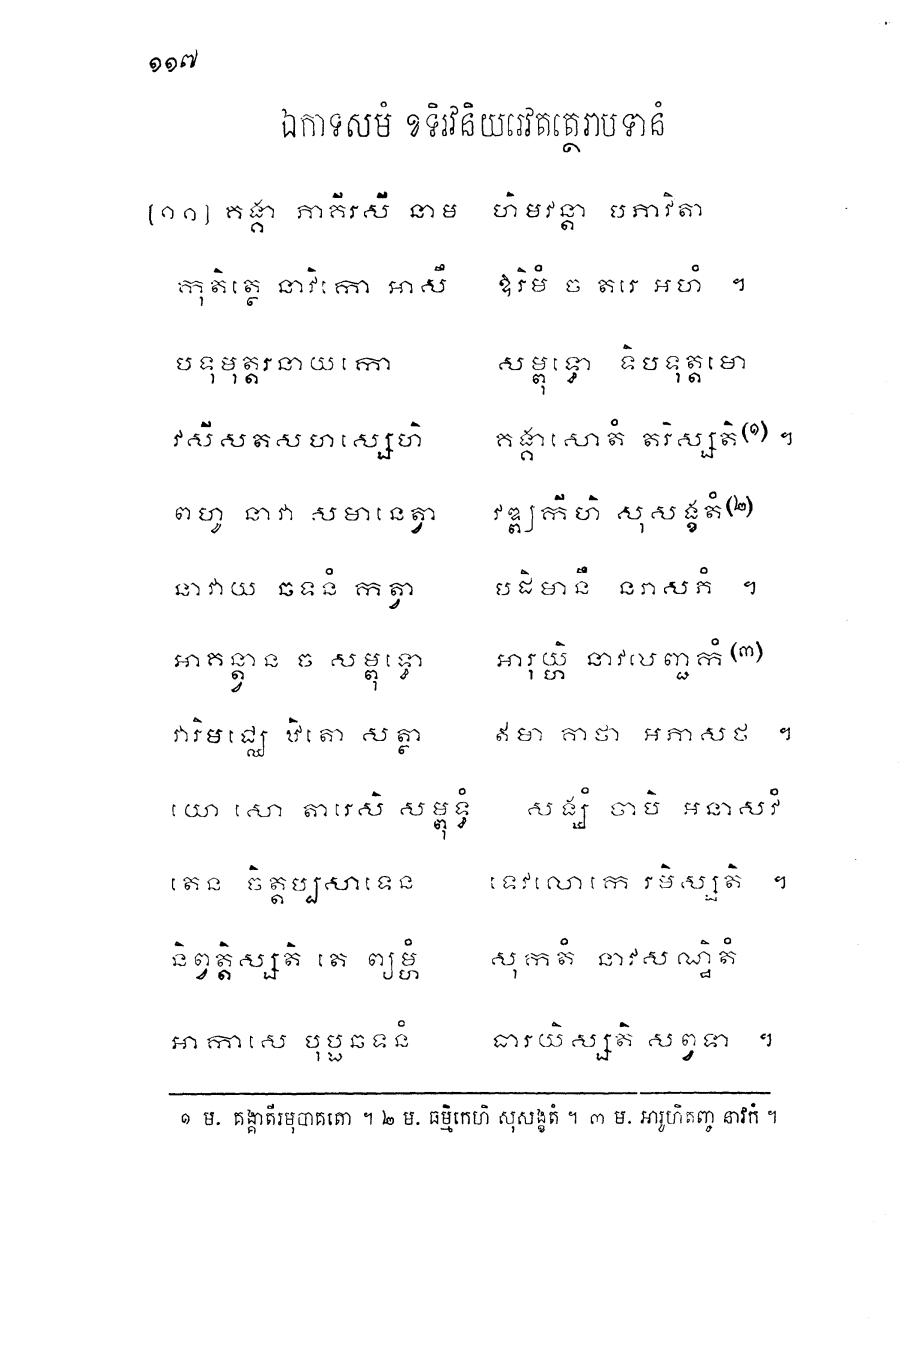 ១១៧
ឯកាទសមំ ខទិរវនិយរេវតត្ថេរាបទានំ
[១១] គង្គា ភាគីរសី នាម ហិមវន្តា បភាវិតា
កុតិត្ថេ នាវិកោ អាសឹ ឱរិមំ ច តរេ អហំ ។
បទុមុត្តរនាយកោ សម្ពុទ្ធោ ទិបទុត្តមោ
វសីសតសហស្សេហិ គង្គាសោតំ តរិស្សតិ(១) ។
ពហូ នាវា សមានេត្វា វឌ្ឍកីហិ សុសង្ខតំ(២)
នាវាយ ឆទនំ កត្វា បដិមានឹ នរាសភំ ។
អាគន្ត្វាន ច សម្ពុទ្ធោ អារុយ្ហិ នាវលេញ្ជកំ(៣)
វារិមជ្ឈេ ឋិតោ សត្ថា ឥមា គាថា អភាសថ ។
យោ សោ តារេសិ សម្ពុទ្ធំ សង្ឃំ ចាបិ អនាសវំ
តេន ចិត្តប្បសាទេន ទេវលោកេ រមិស្សតិ ។
និព្វត្តិស្សតិ តេ ព្យម្ហំ សុកតំ នាវសណ្ឋិតំ
អាកាសេ បុប្ផឆទនំ ធារយិស្សតិ សព្វទា ។
១ ម. គង្គាតីរមុបាគតោ ។ ២ ម. ធម្មិកេហិ សុសង្ខតំ ។ ៣ ម. អារូហិតញ្ច នាវកំ ។